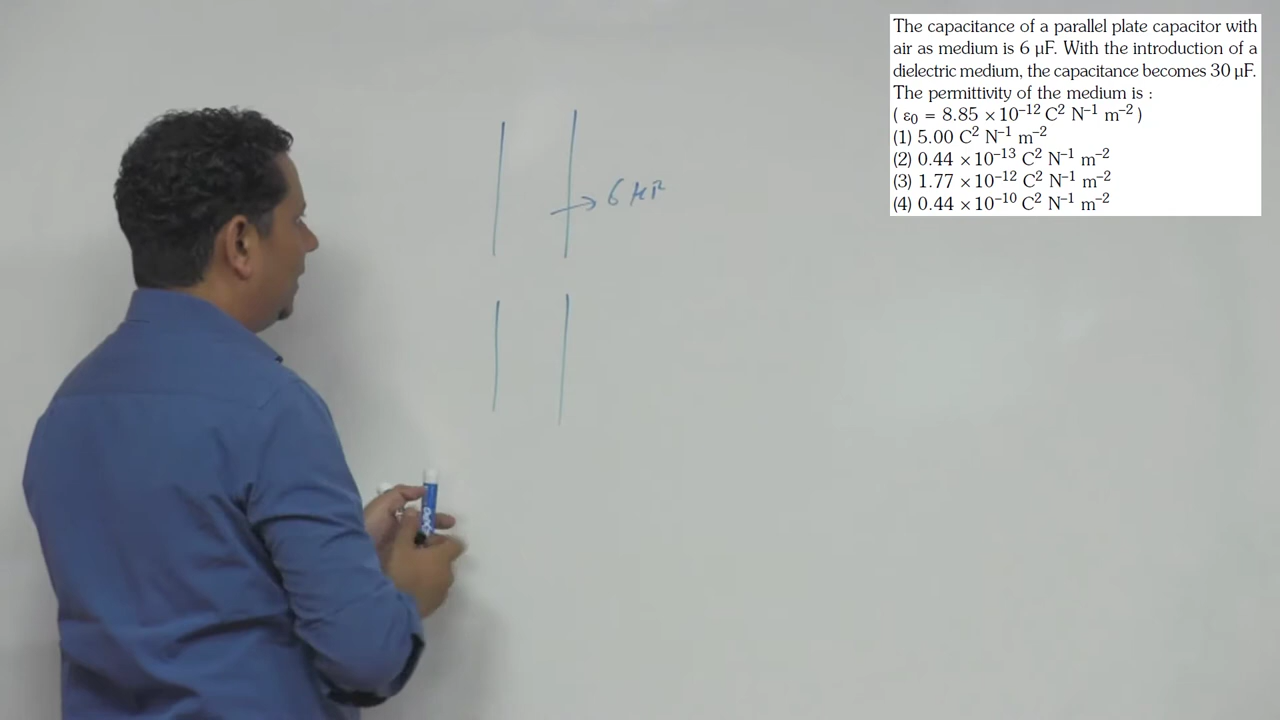 The capacitance of a parallel plate capacitor with
air as medium is 6 μF. With the introduction of a
dielectric medium, the capacitance becomes 30 μF.
The permittivity of the medium is :
( ε₀ = 8.85 ×10⁻¹² C² N⁻¹ m⁻² )
(1) 5.00 C² N⁻¹ m⁻²
(2) 0.44 ×10⁻¹³ C² N⁻¹ m⁻²
(3) 1.77 ×10⁻¹² C² N⁻¹ m⁻²
(4) 0.44 ×10⁻¹⁰ C² N⁻¹ m⁻²
→ 6 μF